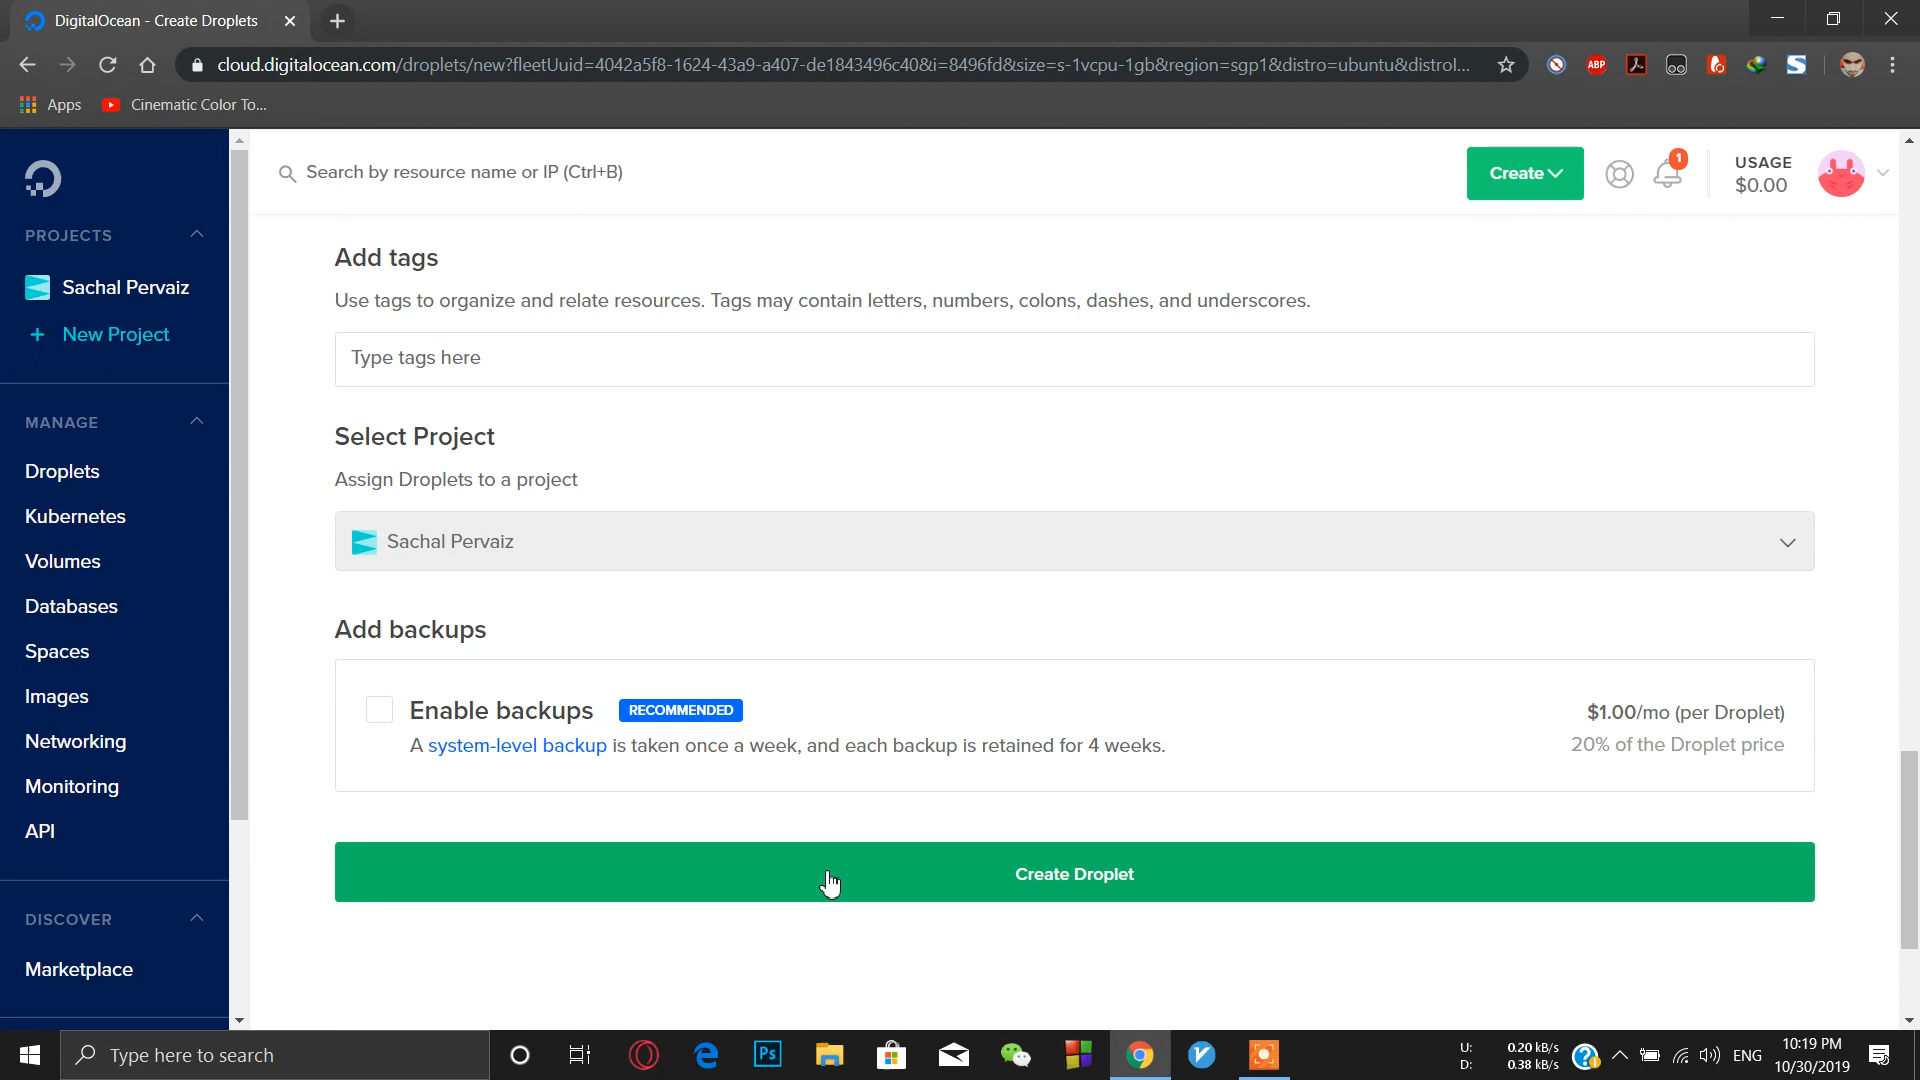 DigitalOcean - Create Droplets
cloud.digitalocean.com/droplets/new?fleetUuid=4042a5f8-1624-43a9-a407-de1843496c40&i=8496fd&size=s-1vcpu-1gb&region=sgp1&distro=ubuntu&distrol...
ABP
Apps
Cinematic Color To...
Search by resource name or IP (Ctrl+B)
Create
1
USAGE
$0.00
PROJECTS
Sachal Pervaiz
+ New Project
MANAGE
Droplets
Kubernetes
Volumes
Databases
Spaces
Images
Networking
Monitoring
API
DISCOVER
Marketplace
Add tags
Use tags to organize and relate resources. Tags may contain letters, numbers, colons, dashes, and underscores.
Type tags here
Select Project
Assign Droplets to a project
Sachal Pervaiz
Add backups
Enable backups RECOMMENDED
$1.00/mo (per Droplet)
A system-level backup is taken once a week, and each backup is retained for 4 weeks.
20% of the Droplet price
Create Droplet
Type here to search
Ps
U: 0.20 kB/s
D: 0.38 kB/s
ENG
10:19 PM
10/30/2019